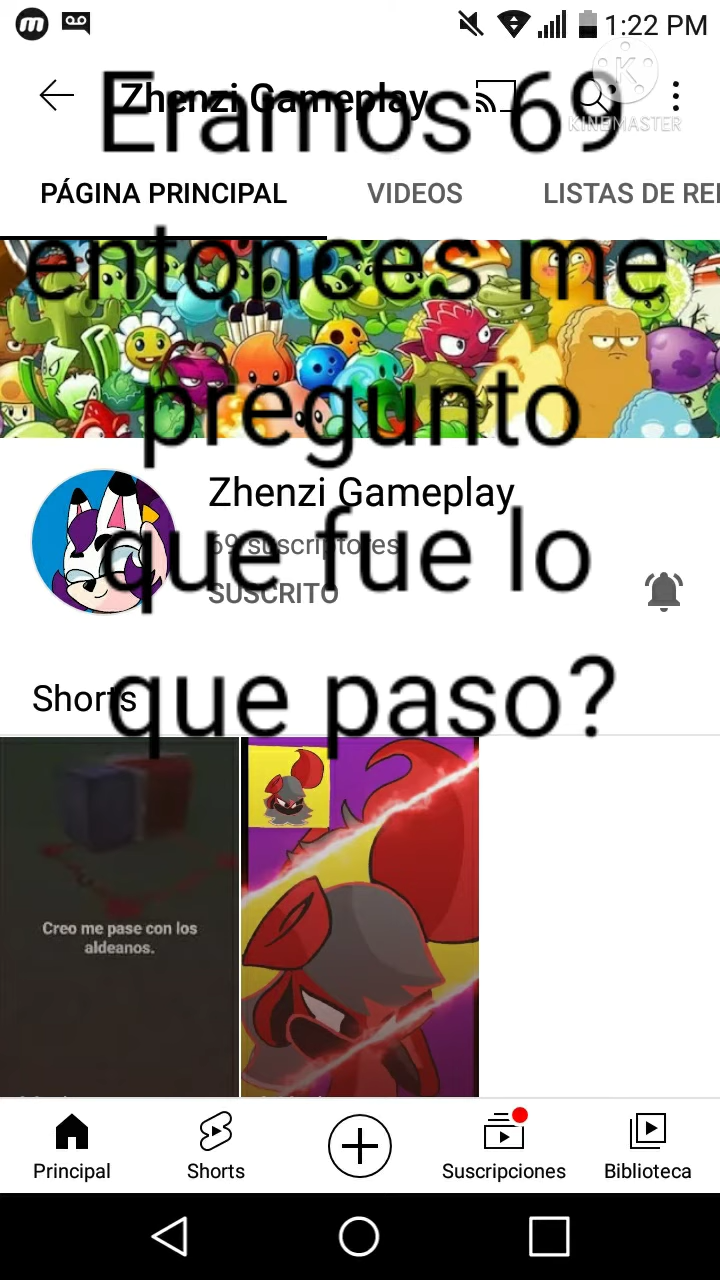 1:22 PM
Zhenzi Gameplay
KINEMASTER
Eramos 69
PÁGINA PRINCIPAL VIDEOS LISTAS DE RE
entonces me
pregunto
Zhenzi Gameplay
69 suscriptores
que fue lo
SUSCRITO
que paso?
Shorts
Creo me pase con los
aldeanos.
Principal Shorts Suscripciones Biblioteca